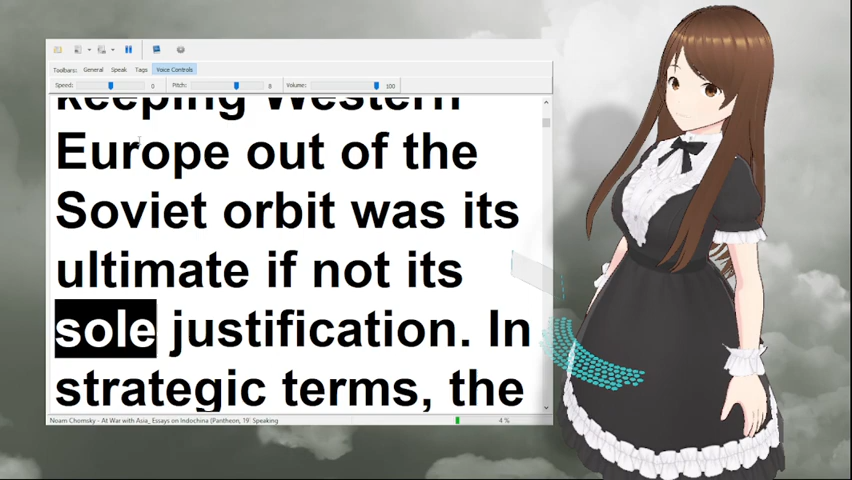 Toolbars: General Speak Tags Voice Controls
Speed: 0 Pitch: 8 Volume: 100
keeping Western
Europe out of the
Soviet orbit was its
ultimate if not its
sole justification. In
strategic terms, the
Noam Chomsky - At War with Asia_ Essays on Indochina (Pantheon, 19 Speaking 4 %